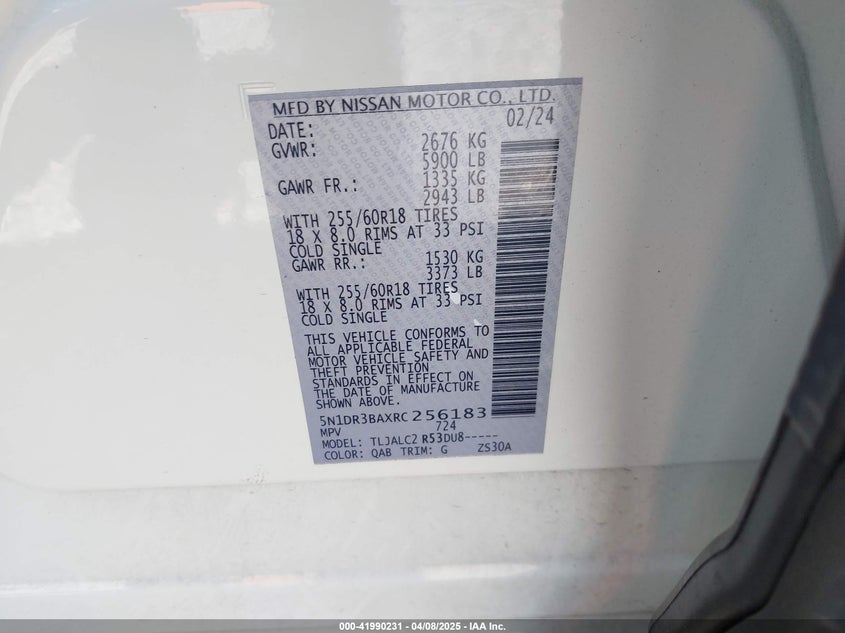 MFD BY NISSAN MOTOR CO., LTD.
DATE: 02/24
GVWR: 2676 KG
5900 LB
GAWR FR.: 1335 KG
2943 LB
WITH 255/60R18 TIRES
18 X 8.0 RIMS AT 33 PSI
COLD SINGLE
GAWR RR.: 1530 KG
3373 LB
WITH 255/60R18 TIRES
18 X 8.0 RIMS AT 33 PSI
COLD SINGLE
THIS VEHICLE CONFORMS TO
ALL APPLICABLE FEDERAL
MOTOR VEHICLE SAFETY AND
THEFT PREVENTION
STANDARDS IN EFFECT ON
THE DATE OF MANUFACTURE
SHOWN ABOVE.
5N1DR3BAXRC256183
MPV 724
MODEL: TLJALC2 R53DU8-----
COLOR: QAB TRIM: G ZS30A
000-41990231 - 04/08/2025 - IAA Inc.